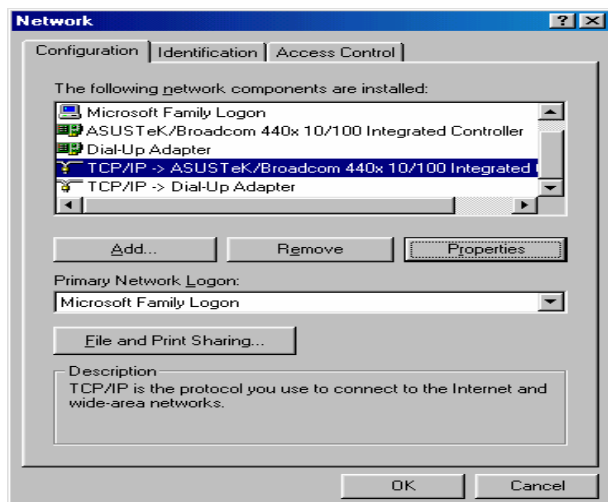 Network
Configuration Identification Access Control
The following network components are installed:
Microsoft Family Logon
ASUSTeK/Broadcom 440x 10/100 Integrated Controller
Dial-Up Adapter
TCP/IP -> ASUSTeK/Broadcom 440x 10/100 Integrated
TCP/IP -> Dial-Up Adapter
Add... Remove Properties
Primary Network Logon:
Microsoft Family Logon
File and Print Sharing...
Description
TCP/IP is the protocol you use to connect to the Internet and
wide-area networks.
OK Cancel